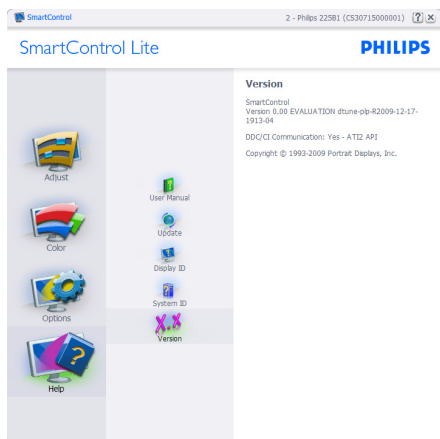 SmartControl
2 - Philips 225B1 (CS30715000001)
SmartControl Lite
PHILIPS
Adjust
Color
Options
Help
User Manual
Update
Display ID
System ID
X.X
Version
Version
SmartControl
Version 0.00 EVALUATION dtune-plp-R2009-12-17-
1913-04
DDC/CI Communication: Yes - ATI2 API
Copyright © 1993-2009 Portrait Displays, Inc.